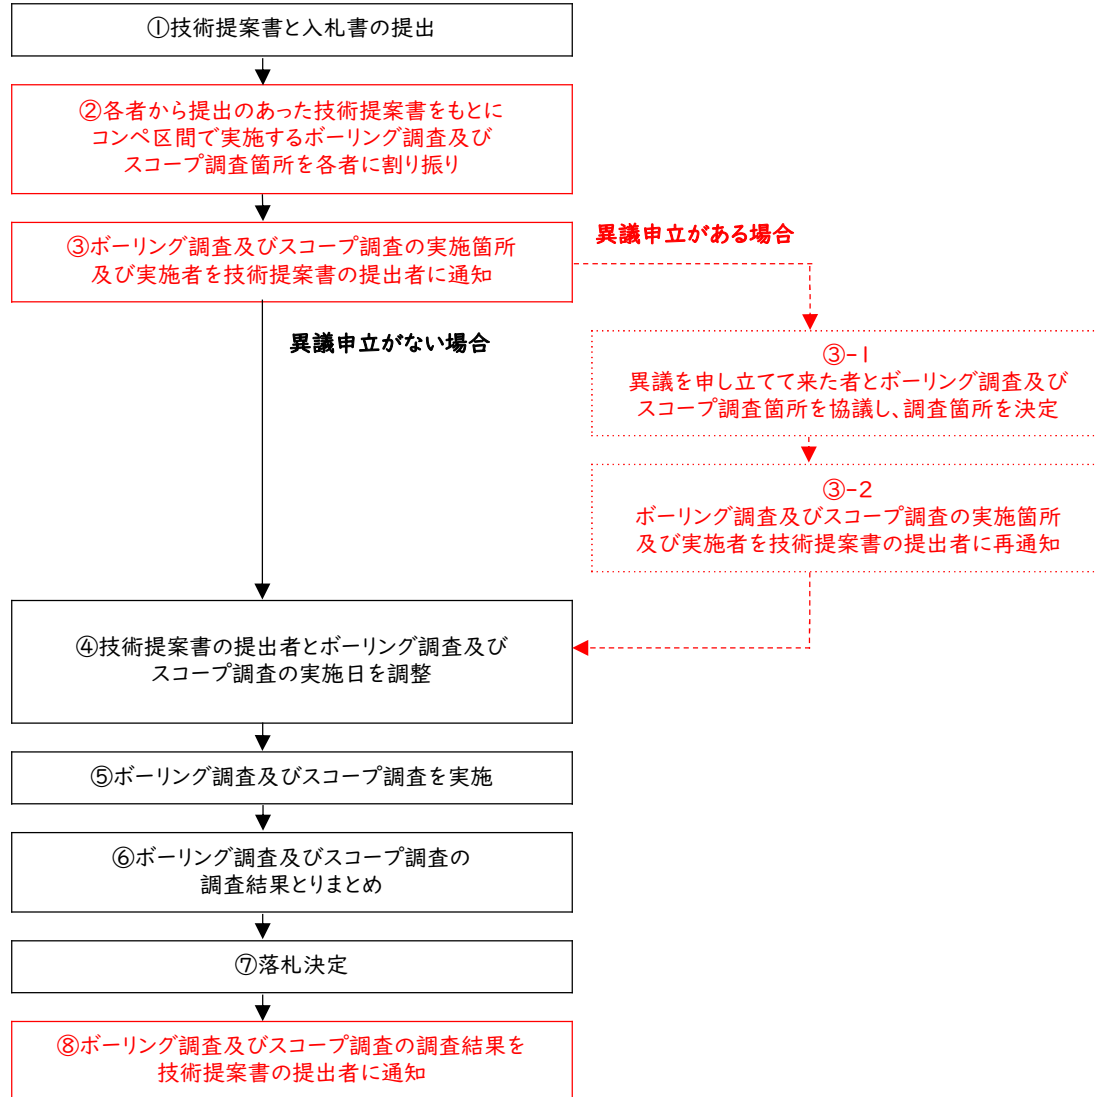 ①技術提案書と入札書の提出
②各者から提出のあった技術提案書をもとに
コンペ区間で実施するボーリング調査及び
スコープ調査箇所を各者に割り振り
③ボーリング調査及びスコープ調査の実施箇所
及び実施者を技術提案書の提出者に通知
異議申立がある場合
異議申立がない場合
③-1
異議を申し立てて来た者とボーリング調査及び
スコープ調査箇所を協議し、調査箇所を決定
③-2
ボーリング調査及びスコープ調査の実施箇所
及び実施者を技術提案書の提出者に再通知
④技術提案書の提出者とボーリング調査及び
スコープ調査の実施日を調整
⑤ボーリング調査及びスコープ調査を実施
⑥ボーリング調査及びスコープ調査の
調査結果とりまとめ
⑦落札決定
⑧ボーリング調査及びスコープ調査の調査結果を
技術提案書の提出者に通知